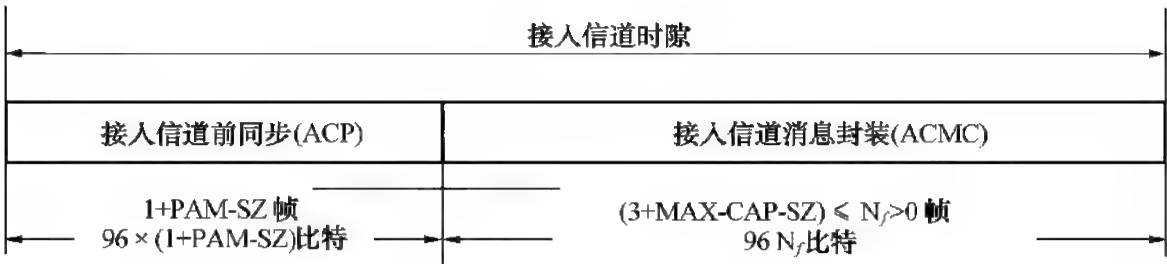 接入信道时隙
接入信道前同步(ACP)
接入信道消息封装(ACMC)
1+PAM-SZ 帧
96 × (1+PAM-SZ)比特
(3+MAX-CAP-SZ) ⩽ N_f>0 帧
96 N_f比特